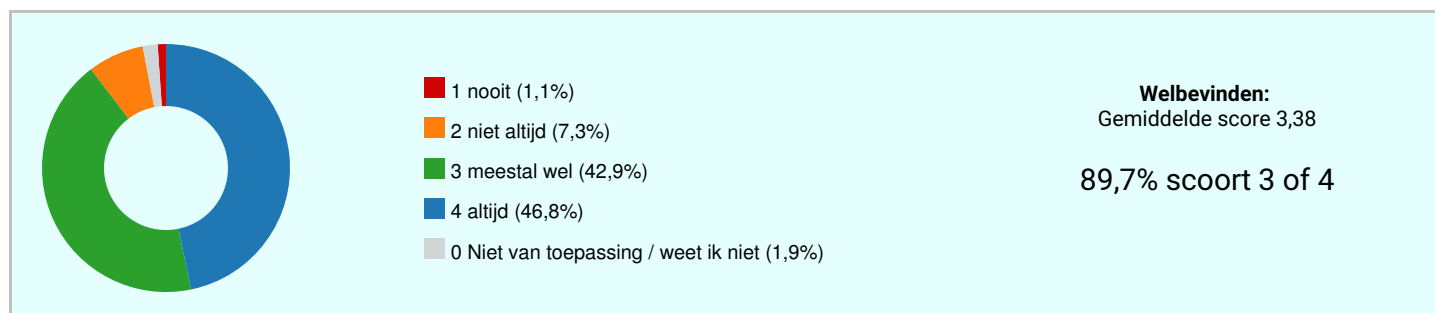 1 nooit (1,1%)
2 niet altijd (7,3%)
3 meestal wel (42,9%)
4 altijd (46,8%)
0 Niet van toepassing / weet ik niet (1,9%)
Welbevinden:
Gemiddelde score 3,38
89,7% scoort 3 of 4